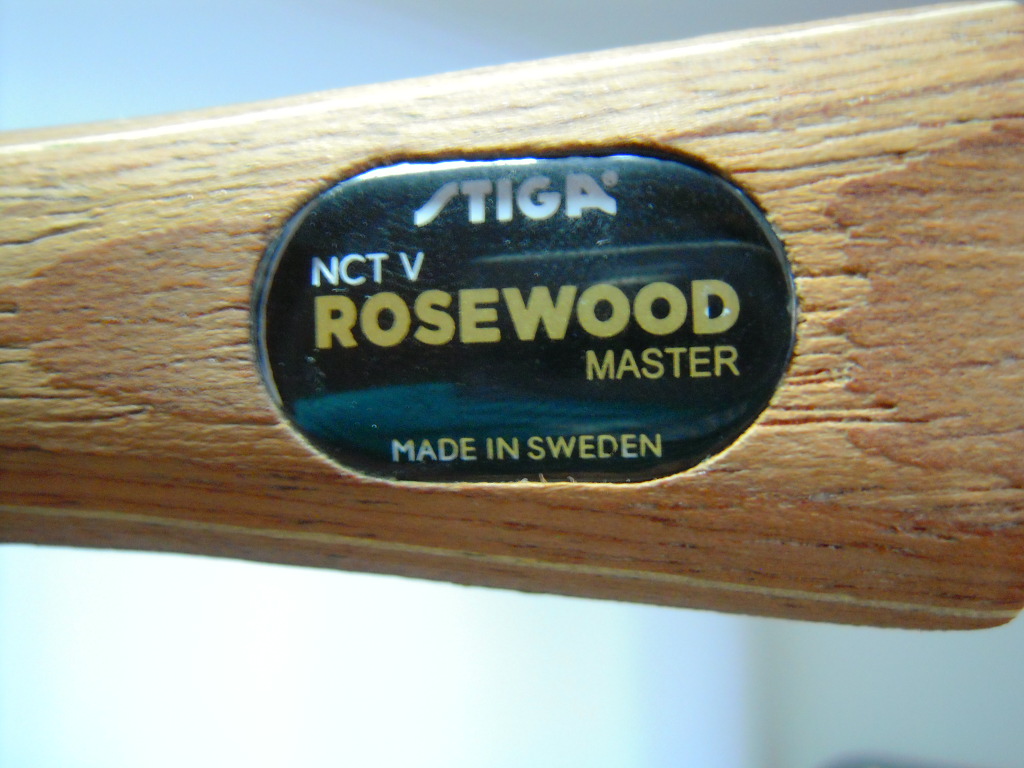 STIGA®
NCT V
ROSEWOOD
MASTER
MADE IN SWEDEN